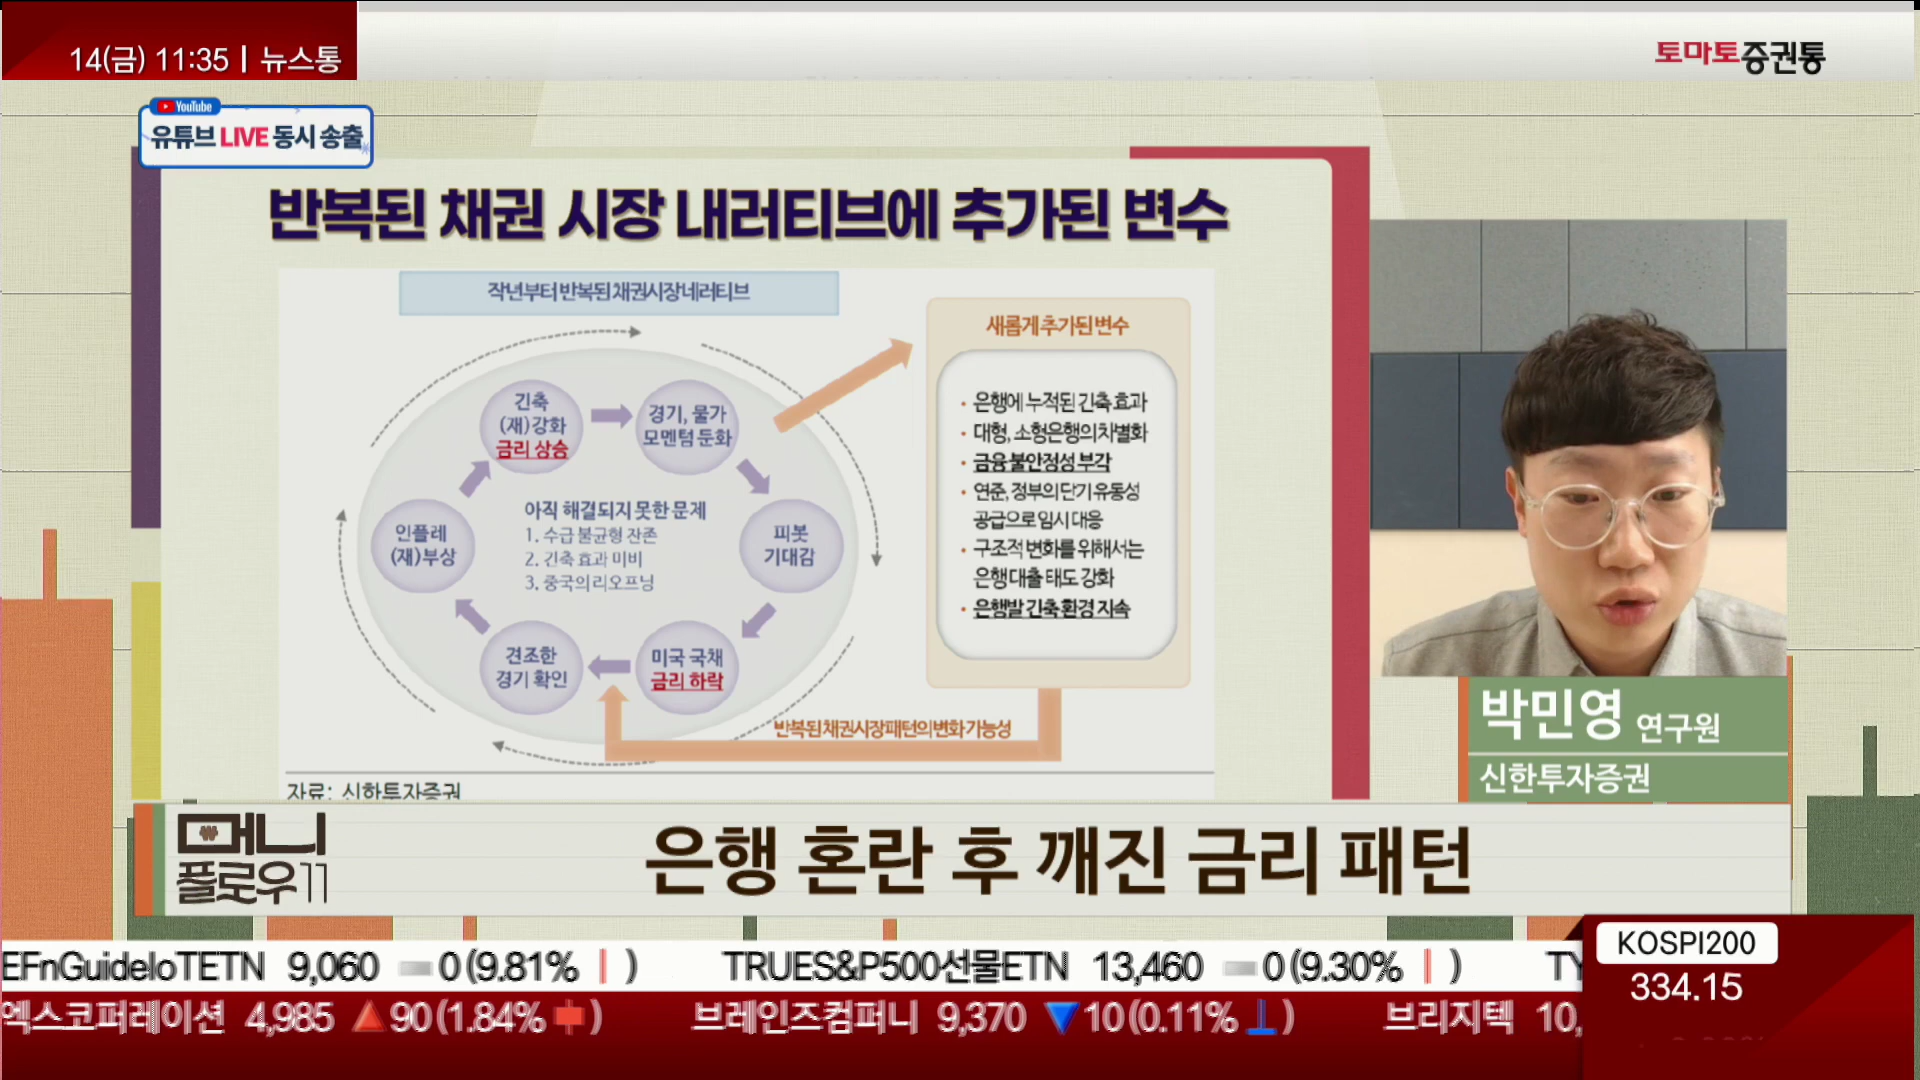 14(금) 11:35 | 뉴스통
토마토증권통
YouTube
유튜브 LIVE 동시 송출
반복된 채권 시장 내러티브에 추가된 변수
작년부터 반복된 채권시장 네러티브
긴축
(재)강화
금리 상승
경기, 물가
모멘텀 둔화
피봇
기대감
미국 국채
금리 하락
견조한
경기 확인
인플레
(재)부상
아직 해결되지 못한 문제
1. 수급 불균형 잔존
2. 긴축 효과 미비
3. 중국의 리오프닝
새롭게 추가된 변수
• 은행에 누적된 긴축 효과
• 대형, 소형은행의 차별화
• 금융 불안정성 부각
• 연준, 정부의 단기 유동성
공급으로 임시 대응
• 구조적 변화를 위해서는
은행 대출 태도 강화
• 은행발 긴축 환경 지속
반복된 채권시장 패턴의 변화 가능성
자료: 신한투자증권
박민영 연구원
신한투자증권
머니
플로우11
은행 혼란 후 깨진 금리 패턴
EFnGuideIoTETN 9,060 0(9.81% ) TRUES&P500선물ETN 13,460 0(9.30% ) TY
엑스코퍼레이션 4,985 ▲90(1.84% ) 브레인즈컴퍼니 9,370 ▼10(0.11% ) 브리지텍 10,
KOSPI200
334.15